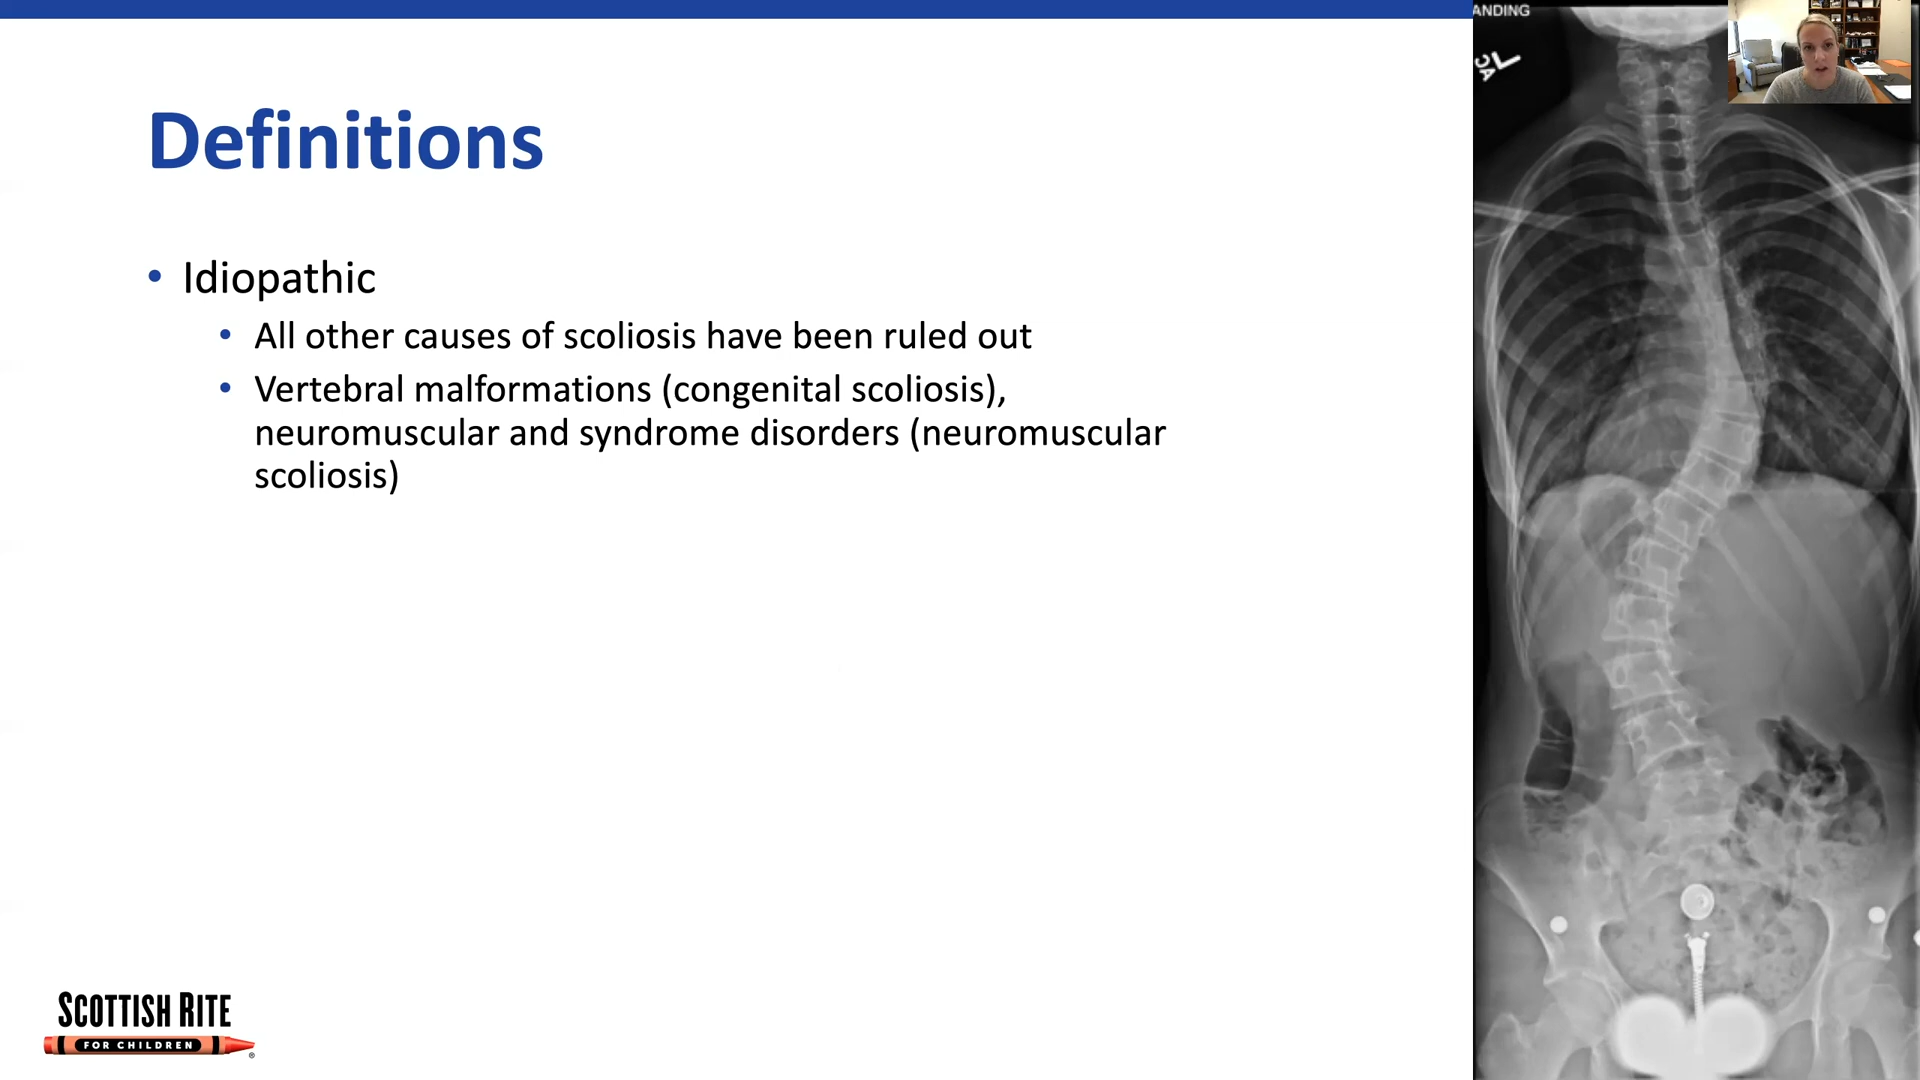 ANDING
L
AC
Definitions
• Idiopathic
• All other causes of scoliosis have been ruled out
• Vertebral malformations (congenital scoliosis),
neuromuscular and syndrome disorders (neuromuscular
scoliosis)
SCOTTISH RITE
FOR CHILDREN
®